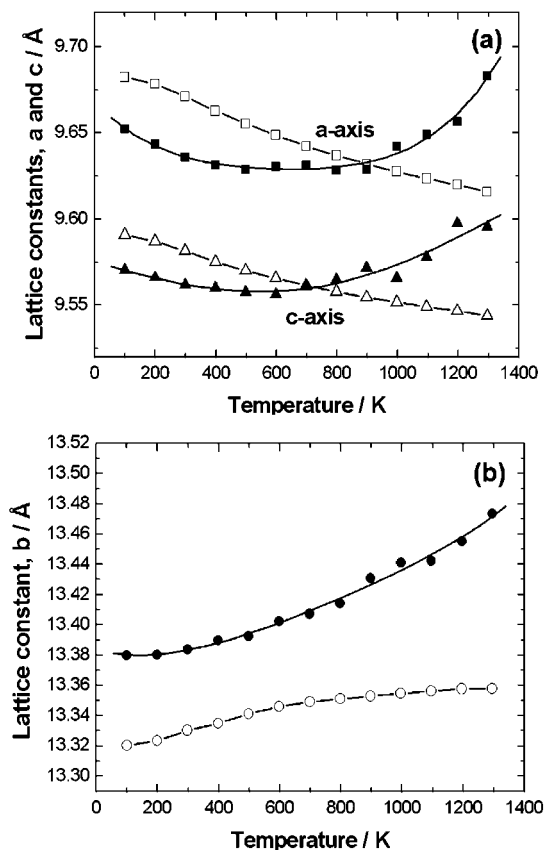 (a)
Lattice constants, a and c / Å
9.70
9.65
9.60
9.55
a-axis
c-axis
0 200 400 600 800 1000 1200 1400
Temperature / K
(b)
Lattice constant, b / Å
13.52
13.50
13.48
13.46
13.44
13.42
13.40
13.38
13.36
13.34
13.32
13.30
0 200 400 600 800 1000 1200 1400
Temperature / K